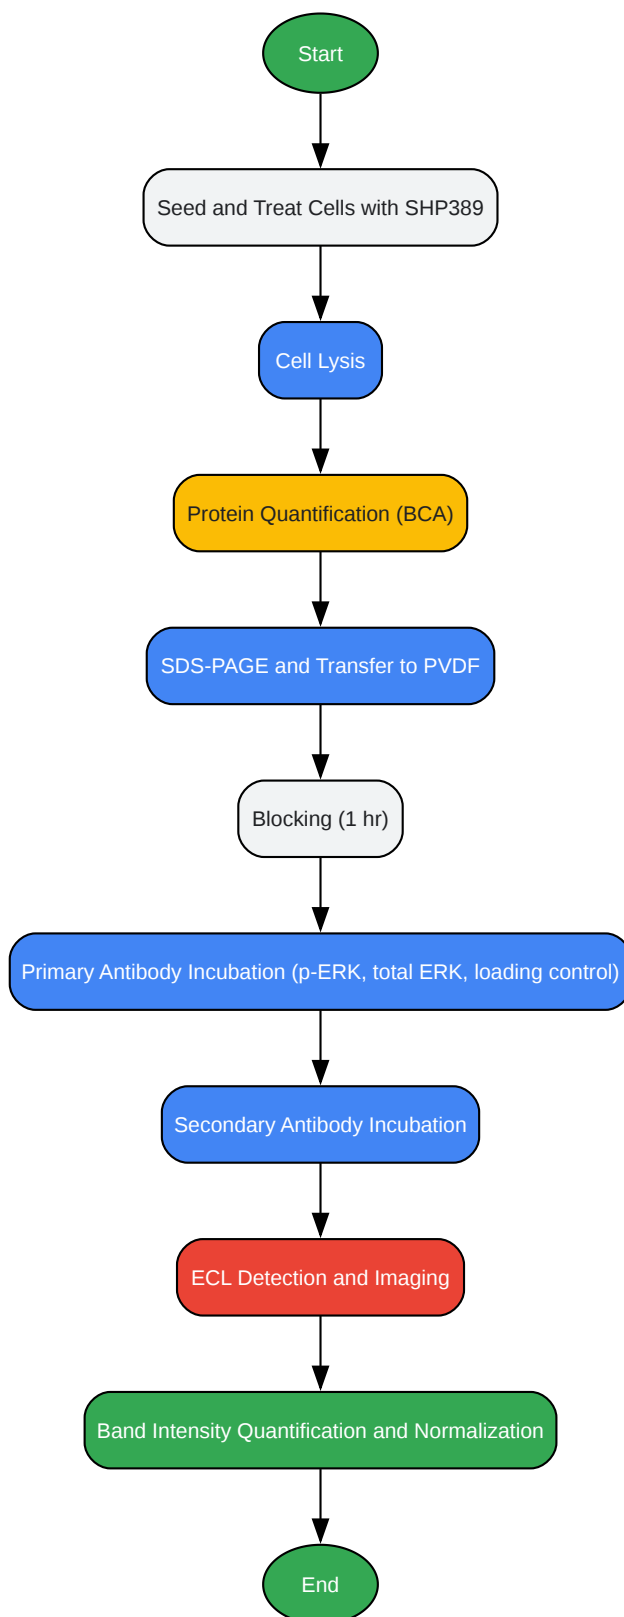 Start
Seed and Treat Cells with SHP389
Cell Lysis
Protein Quantification (BCA)
SDS-PAGE and Transfer to PVDF
Blocking (1 hr)
Primary Antibody Incubation (p-ERK, total ERK, loading control)
Secondary Antibody Incubation
ECL Detection and Imaging
Band Intensity Quantification and Normalization
End